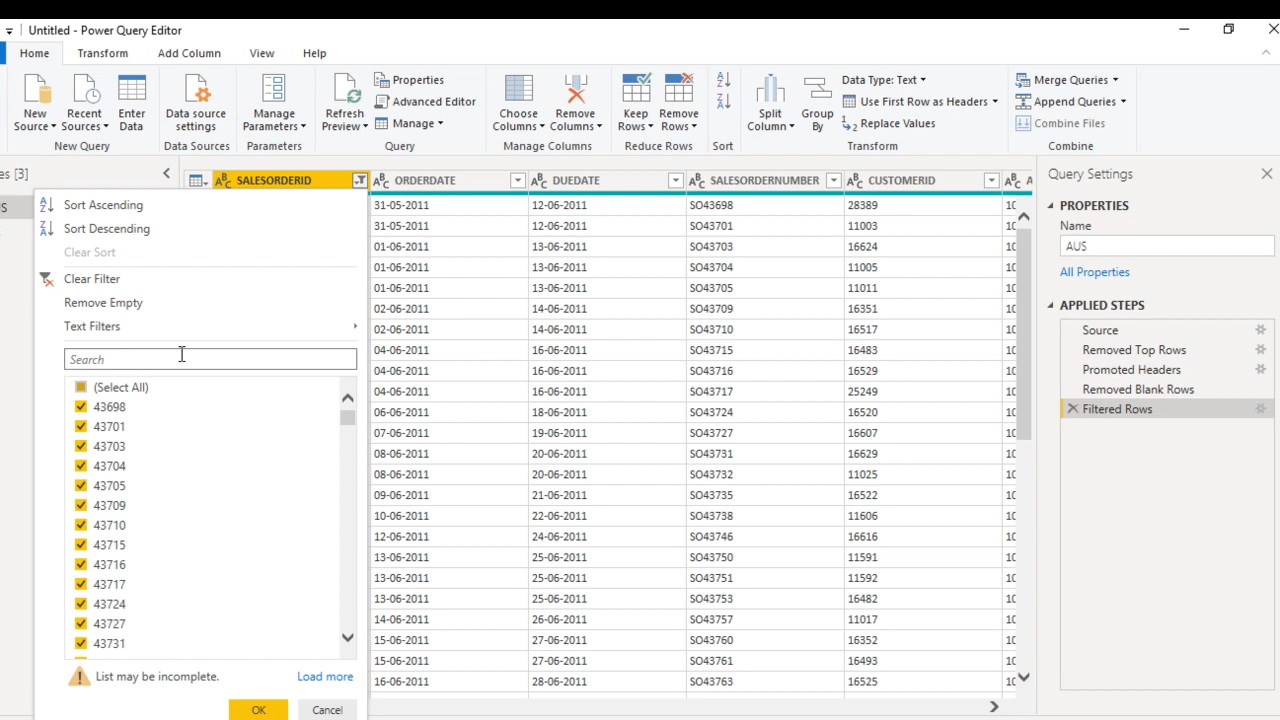 Untitled - Power Query Editor
Home Transform Add Column View Help
New Source Recent Sources Enter Data Data source settings Manage Parameters Refresh Preview Properties Advanced Editor Manage Choose Columns Remove Columns Keep Rows Remove Rows Split Column Group By Data Type: Text Use First Row as Headers Replace Values Merge Queries Append Queries Combine Files
New Query Data Sources Parameters Query Manage Columns Reduce Rows Sort Transform Combine
es [3]
SALESORDERID ORDERDATE DUEDATE SALESORDERNUMBER CUSTOMERID
Sort Ascending
Sort Descending
Clear Sort
Clear Filter
Remove Empty
Text Filters
Search
(Select All)
43698
43701
43703
43704
43705
43709
43710
43715
43716
43717
43724
43727
43731
List may be incomplete. Load more
OK Cancel
31-05-2011 12-06-2011 SO43698 28389
31-05-2011 12-06-2011 SO43701 11003
01-06-2011 13-06-2011 SO43703 16624
01-06-2011 13-06-2011 SO43704 11005
01-06-2011 13-06-2011 SO43705 11011
02-06-2011 14-06-2011 SO43709 16351
02-06-2011 14-06-2011 SO43710 16517
04-06-2011 16-06-2011 SO43715 16483
04-06-2011 16-06-2011 SO43716 16529
04-06-2011 16-06-2011 SO43717 25249
06-06-2011 18-06-2011 SO43724 16520
07-06-2011 19-06-2011 SO43727 16607
08-06-2011 20-06-2011 SO43731 16629
08-06-2011 20-06-2011 SO43732 11025
09-06-2011 21-06-2011 SO43735 16522
10-06-2011 22-06-2011 SO43738 11606
12-06-2011 24-06-2011 SO43746 16616
13-06-2011 25-06-2011 SO43750 11591
13-06-2011 25-06-2011 SO43751 11592
13-06-2011 25-06-2011 SO43753 16482
14-06-2011 26-06-2011 SO43757 11017
15-06-2011 27-06-2011 SO43760 16352
15-06-2011 27-06-2011 SO43761 16493
16-06-2011 28-06-2011 SO43763 16525
Query Settings
PROPERTIES
Name
AUS
All Properties
APPLIED STEPS
Source
Removed Top Rows
Promoted Headers
Removed Blank Rows
Filtered Rows